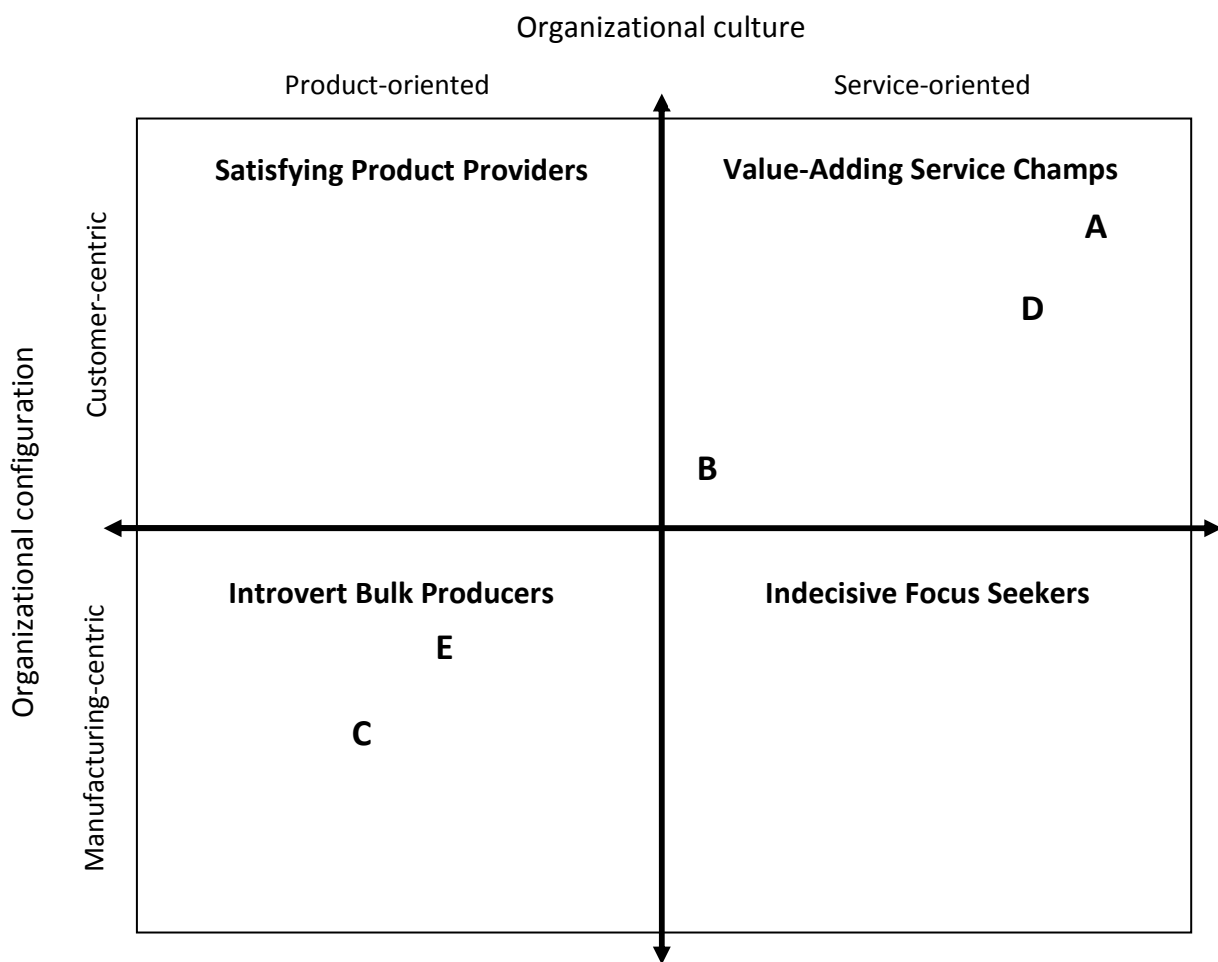 Organizational culture
Product-oriented
Service-oriented
Satisfying Product Providers
Value-Adding Service Champs
A
D
B
Organizational configuration
Customer-centric
Manufacturing-centric
Introvert Bulk Producers
Indecisive Focus Seekers
E
C